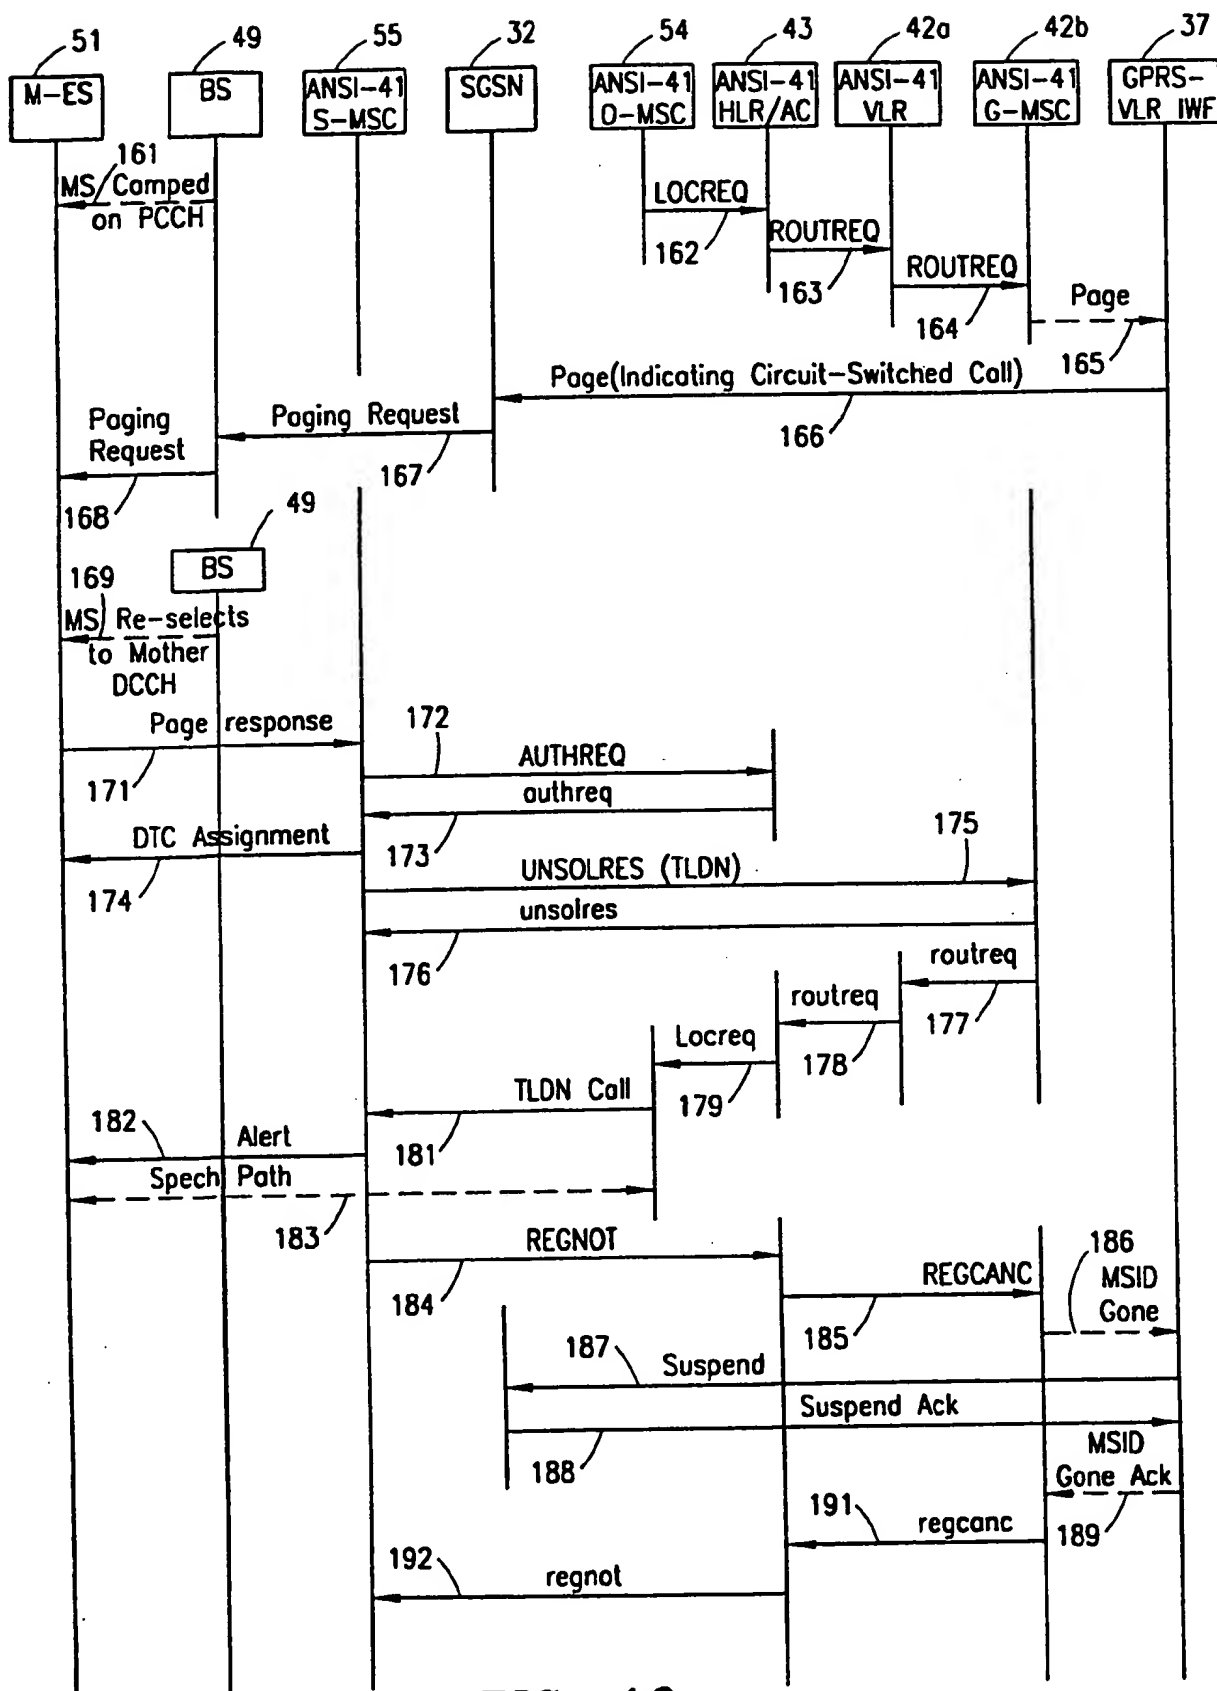 51
49
55
32
54
43
42a
42b
37
M-ES
BS
ANSI-41
S-MSC
SGSN
ANSI-41
O-MSC
ANSI-41
HLR/AC
ANSI-41
VLR
ANSI-41
G-MSC
GPRS-
VLR IWF
161
MS Camped
on PCCH
LOCREQ
162
ROUTREQ
163
ROUTREQ
164
Page
165
Page(Indicating Circuit-Switched Call)
166
Paging Request
167
Paging
Request
168
49
BS
169
MS Re-selects
to Mother
DCCH
Page response
171
172
AUTHREQ
authreq
173
DTC Assignment
174
175
UNSOLRES (TLDN)
unsolres
176
routreq
177
routreq
178
Locreq
179
TLDN Call
181
182
Alert
Spech Path
183
REGNOT
184
REGCANC
185
186
MSID
Gone
187
Suspend
Suspend Ack
188
MSID
Gone Ack
189
191
regcanc
192
regnot